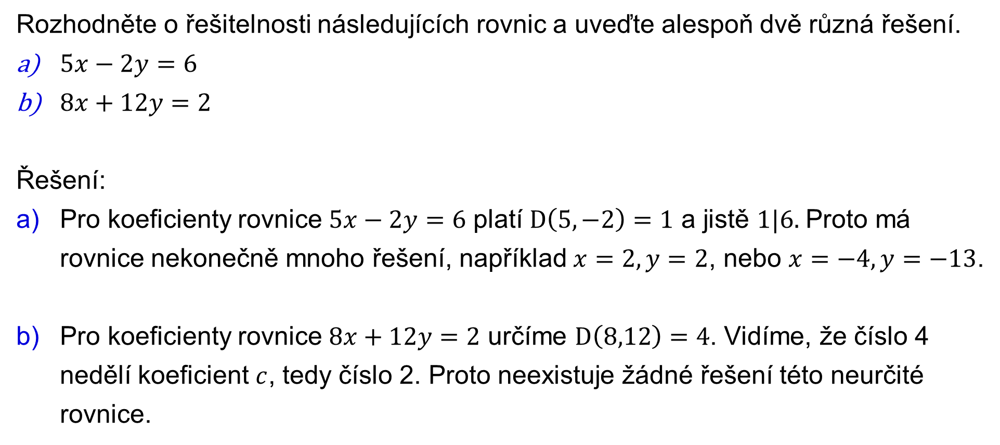 Rozhodněte o řešitelnosti následujících rovnic a uveďte alespoň dvě různá řešení.
a) 5x − 2y = 6
b) 8x + 12y = 2
Řešení:
a) Pro koeficienty rovnice 5x − 2y = 6 platí D(5,−2) = 1 a jistě 1|6. Proto má
rovnice nekonečně mnoho řešení, například x = 2, y = 2, nebo x = −4, y = −13.
b) Pro koeficienty rovnice 8x + 12y = 2 určíme D(8,12) = 4. Vidíme, že číslo 4
nedělí koeficient c, tedy číslo 2. Proto neexistuje žádné řešení této neurčité
rovnice.